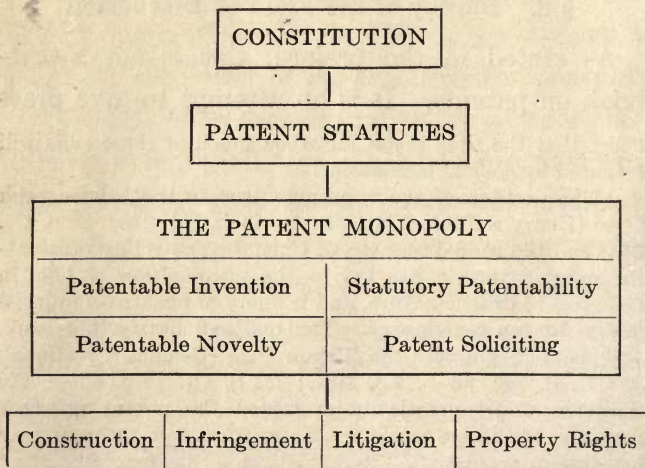 CONSTITUTION
PATENT STATUTES
THE PATENT MONOPOLY
Patentable Invention Statutory Patentability
Patentable Novelty Patent Soliciting
Construction Infringement Litigation Property Rights